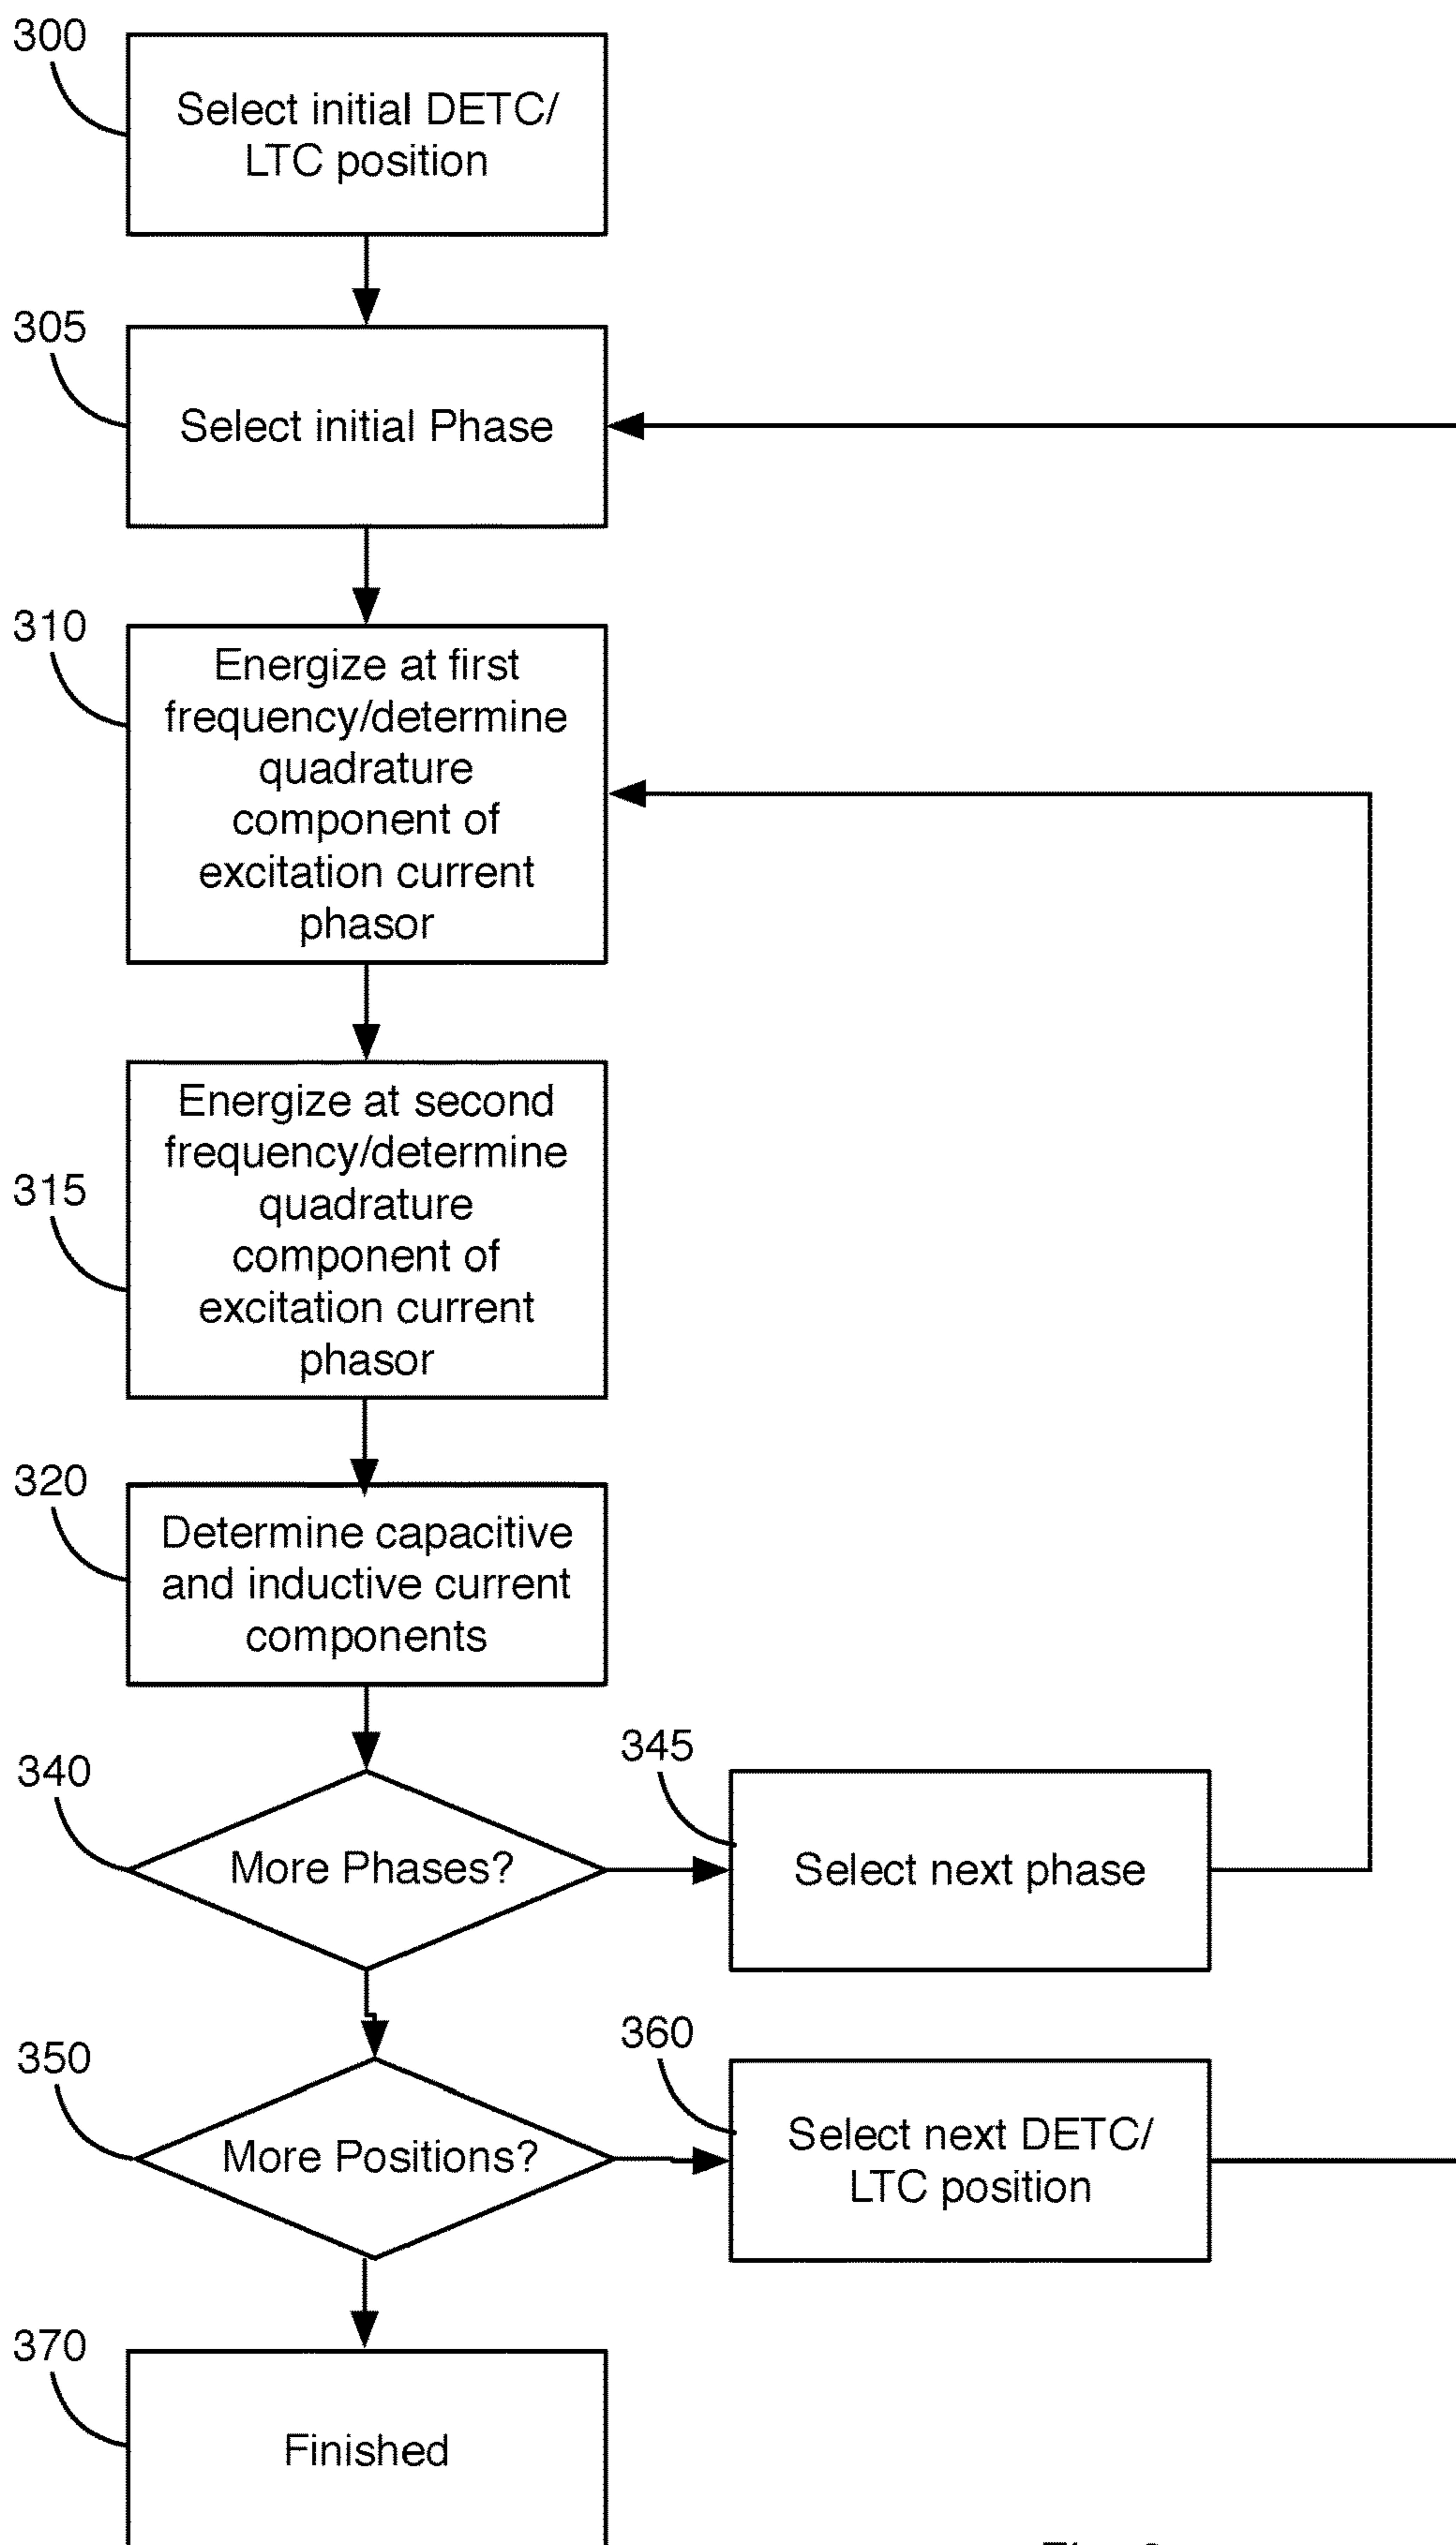 300
Select initial DETC/
LTC position
305
Select initial Phase
310
Energize at first
frequency/determine
quadrature
component of
excitation current
phasor
315
Energize at second
frequency/determine
quadrature
component of
excitation current
phasor
320
Determine capacitive
and inductive current
components
340
More Phases?
345
Select next phase
350
More Positions?
360
Select next DETC/
LTC position
370
Finished